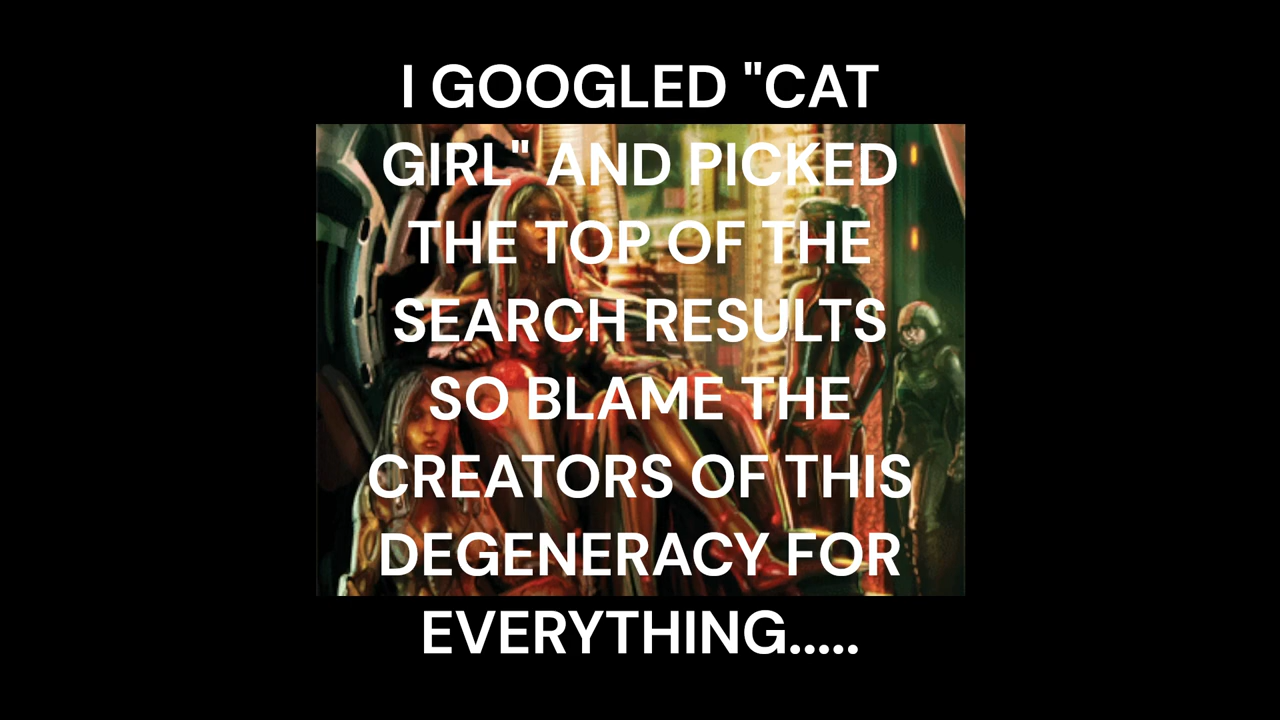 I GOOGLED "CAT
GIRL" AND PICKED
THE TOP OF THE
SEARCH RESULTS
SO BLAME THE
CREATORS OF THIS
DEGENERACY FOR
EVERYTHING.....